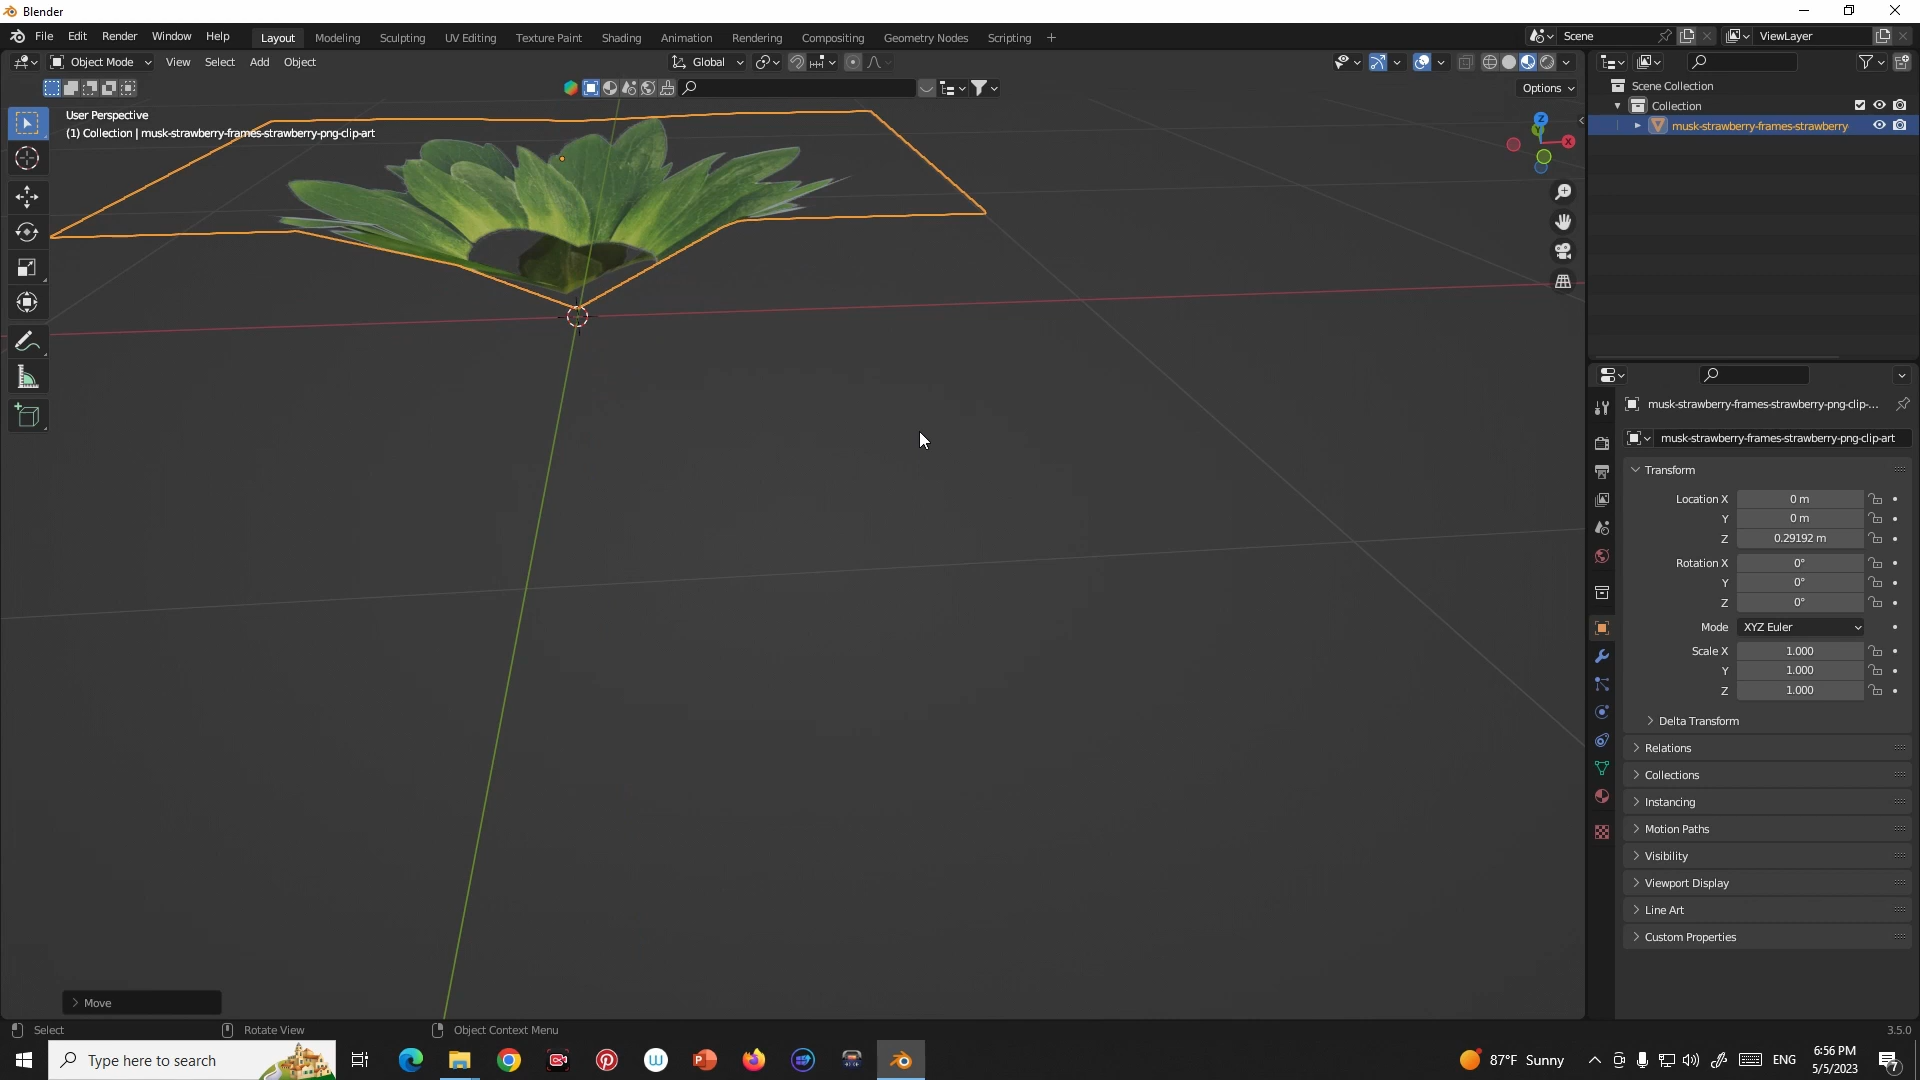 Blender
File Edit Render Window Help Layout Modeling Sculpting UV Editing Texture Paint Shading Animation Rendering Compositing Geometry Nodes Scripting + Scene ViewLayer
Object Mode View Select Add Object Global
Options
User Perspective
(1) Collection | musk-strawberry-frames-strawberry-png-clip-art
Z
Y
X
Scene Collection
Collection
musk-strawberry-frames-strawberry
musk-strawberry-frames-strawberry-png-clip-...
musk-strawberry-frames-strawberry-png-clip-art
Transform
Location X 0 m
Y 0 m
Z 0.29192 m
Rotation X 0°
Y 0°
Z 0°
Mode XYZ Euler
Scale X 1.000
Y 1.000
Z 1.000
Delta Transform
Relations
Collections
Instancing
Motion Paths
Visibility
Viewport Display
Line Art
Custom Properties
Move
Select Rotate View Object Context Menu 3.5.0
Type here to search
87°F Sunny
ENG
6:56 PM
5/5/2023
7